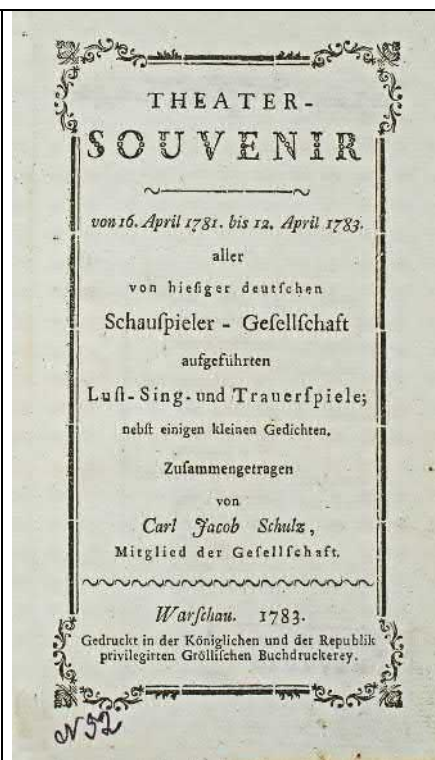 THEATER-
SOUVENIR
von 16. April 1781. bis 12. April 1783.
aller
von hieſiger deutſchen
Schauſpieler - Geſellſchaft
aufgeführten
Luſt-Sing-und Trauerſpiele;
nebſt einigen kleinen Gedichten.
Zuſammengetragen
von
Carl Jacob Schulz,
Mitglied der Geſellſchaft.
Warſchau. 1783.
Gedruckt in der Königlichen und der Republik
privilegirten Gröllſchen Buchdruckerey.
N 52